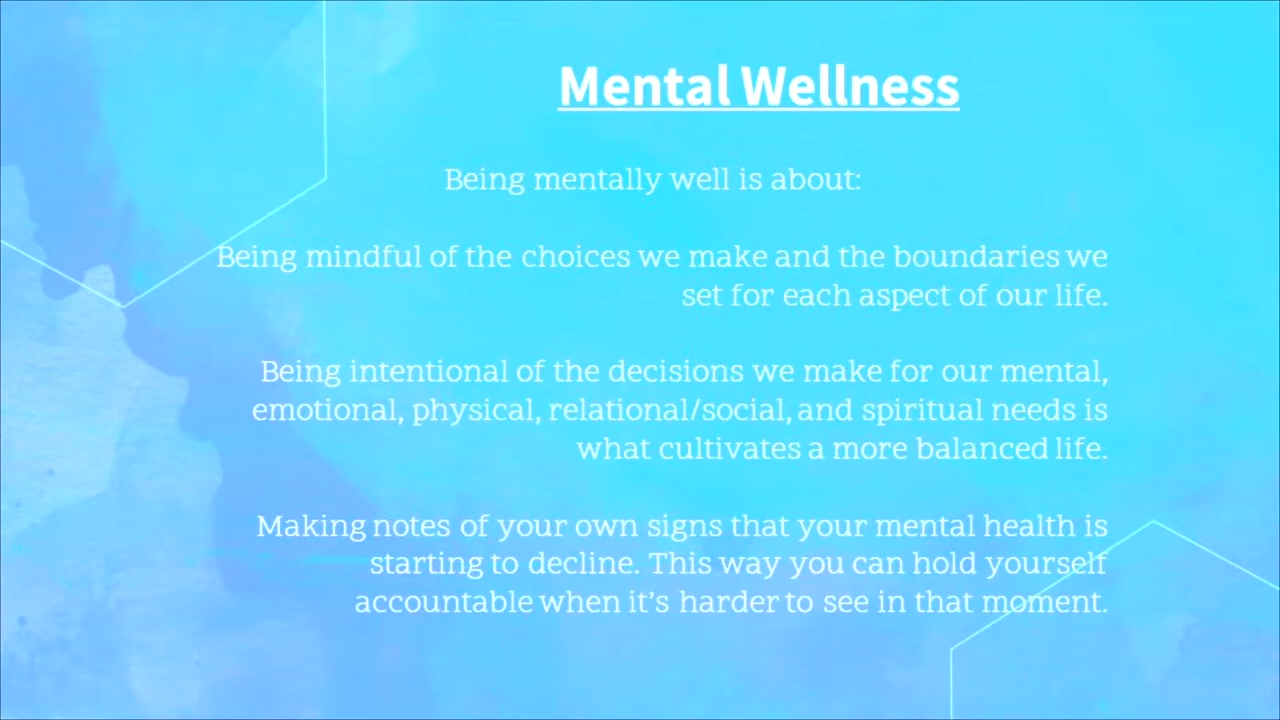 Mental Wellness
Being mentally well is about:
Being mindful of the choices we make and the boundaries we
set for each aspect of our life.
Being intentional of the decisions we make for our mental,
emotional, physical, relational/social, and spiritual needs is
what cultivates a more balanced life.
Making notes of your own signs that your mental health is
starting to decline. This way you can hold yourself
accountable when it’s harder to see in that moment.